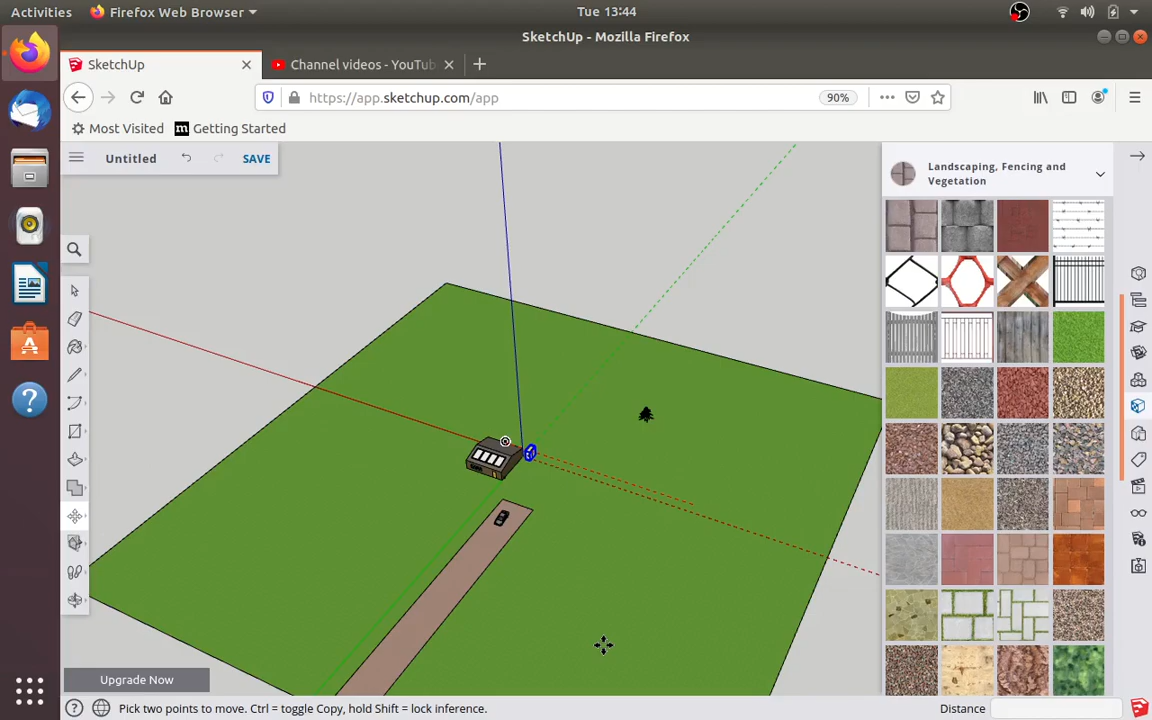 Activities
Firefox Web Browser
Tue 13:44
SketchUp - Mozilla Firefox
SketchUp
Channel videos - YouTub
https://app.sketchup.com/app
90%
Most Visited
m Getting Started
Untitled
SAVE
Landscaping, Fencing and
Vegetation
Upgrade Now
Pick two points to move. Ctrl = toggle Copy, hold Shift = lock inference.
Distance